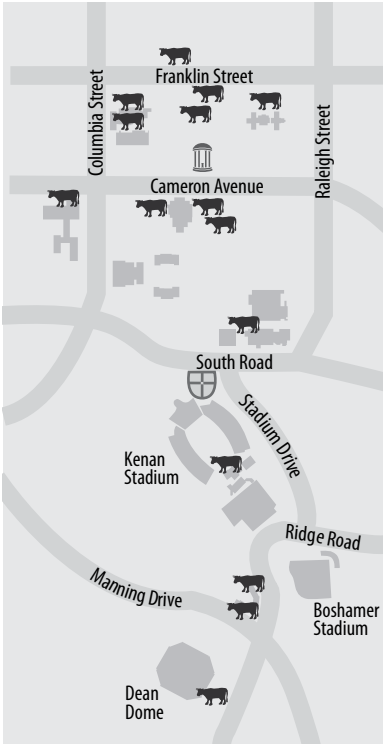 Franklin Street
Columbia Street
Raleigh Street
Cameron Avenue
South Road
Stadium Drive
Kenan
Stadium
Ridge Road
Manning Drive
Boshamer
Stadium
Dean
Dome